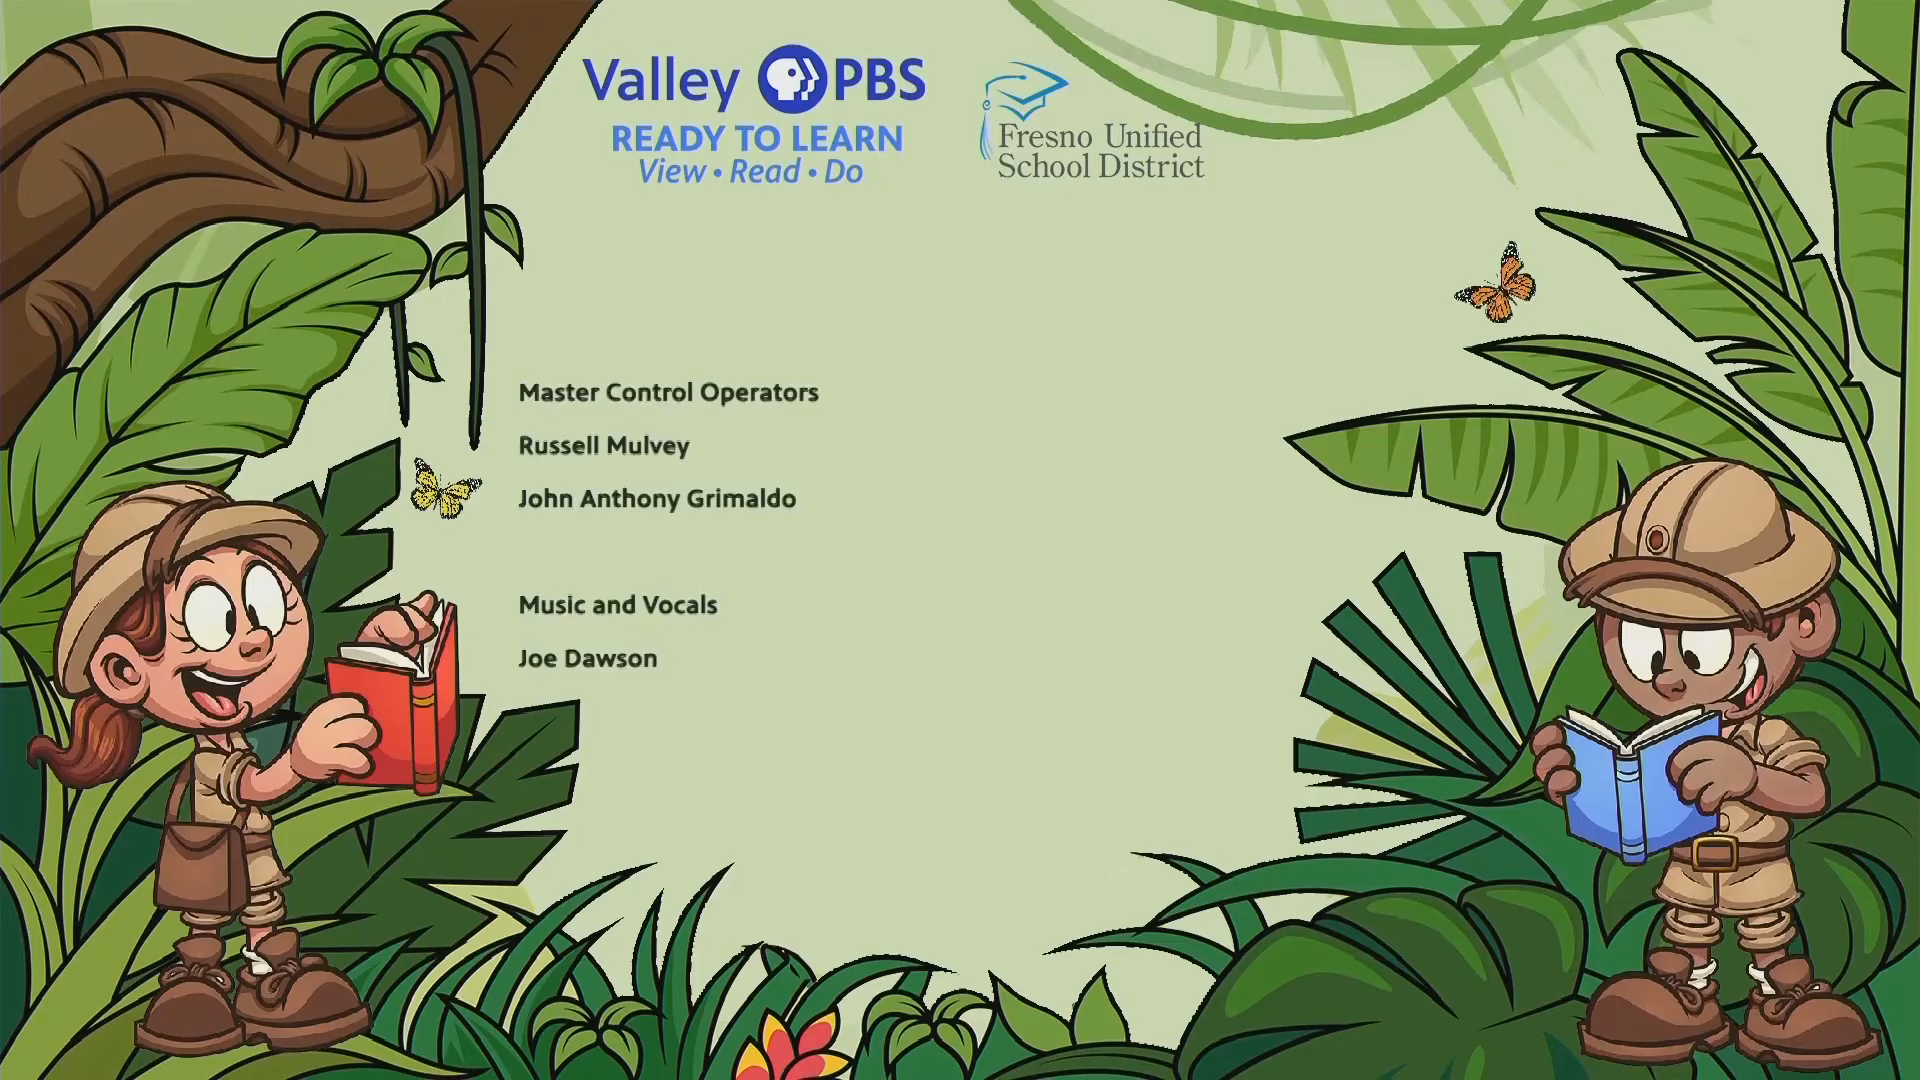 Valley PBS
READY TO LEARN
View • Read • Do
Fresno Unified
School District
Master Control Operators
Russell Mulvey
John Anthony Grimaldo
Music and Vocals
Joe Dawson